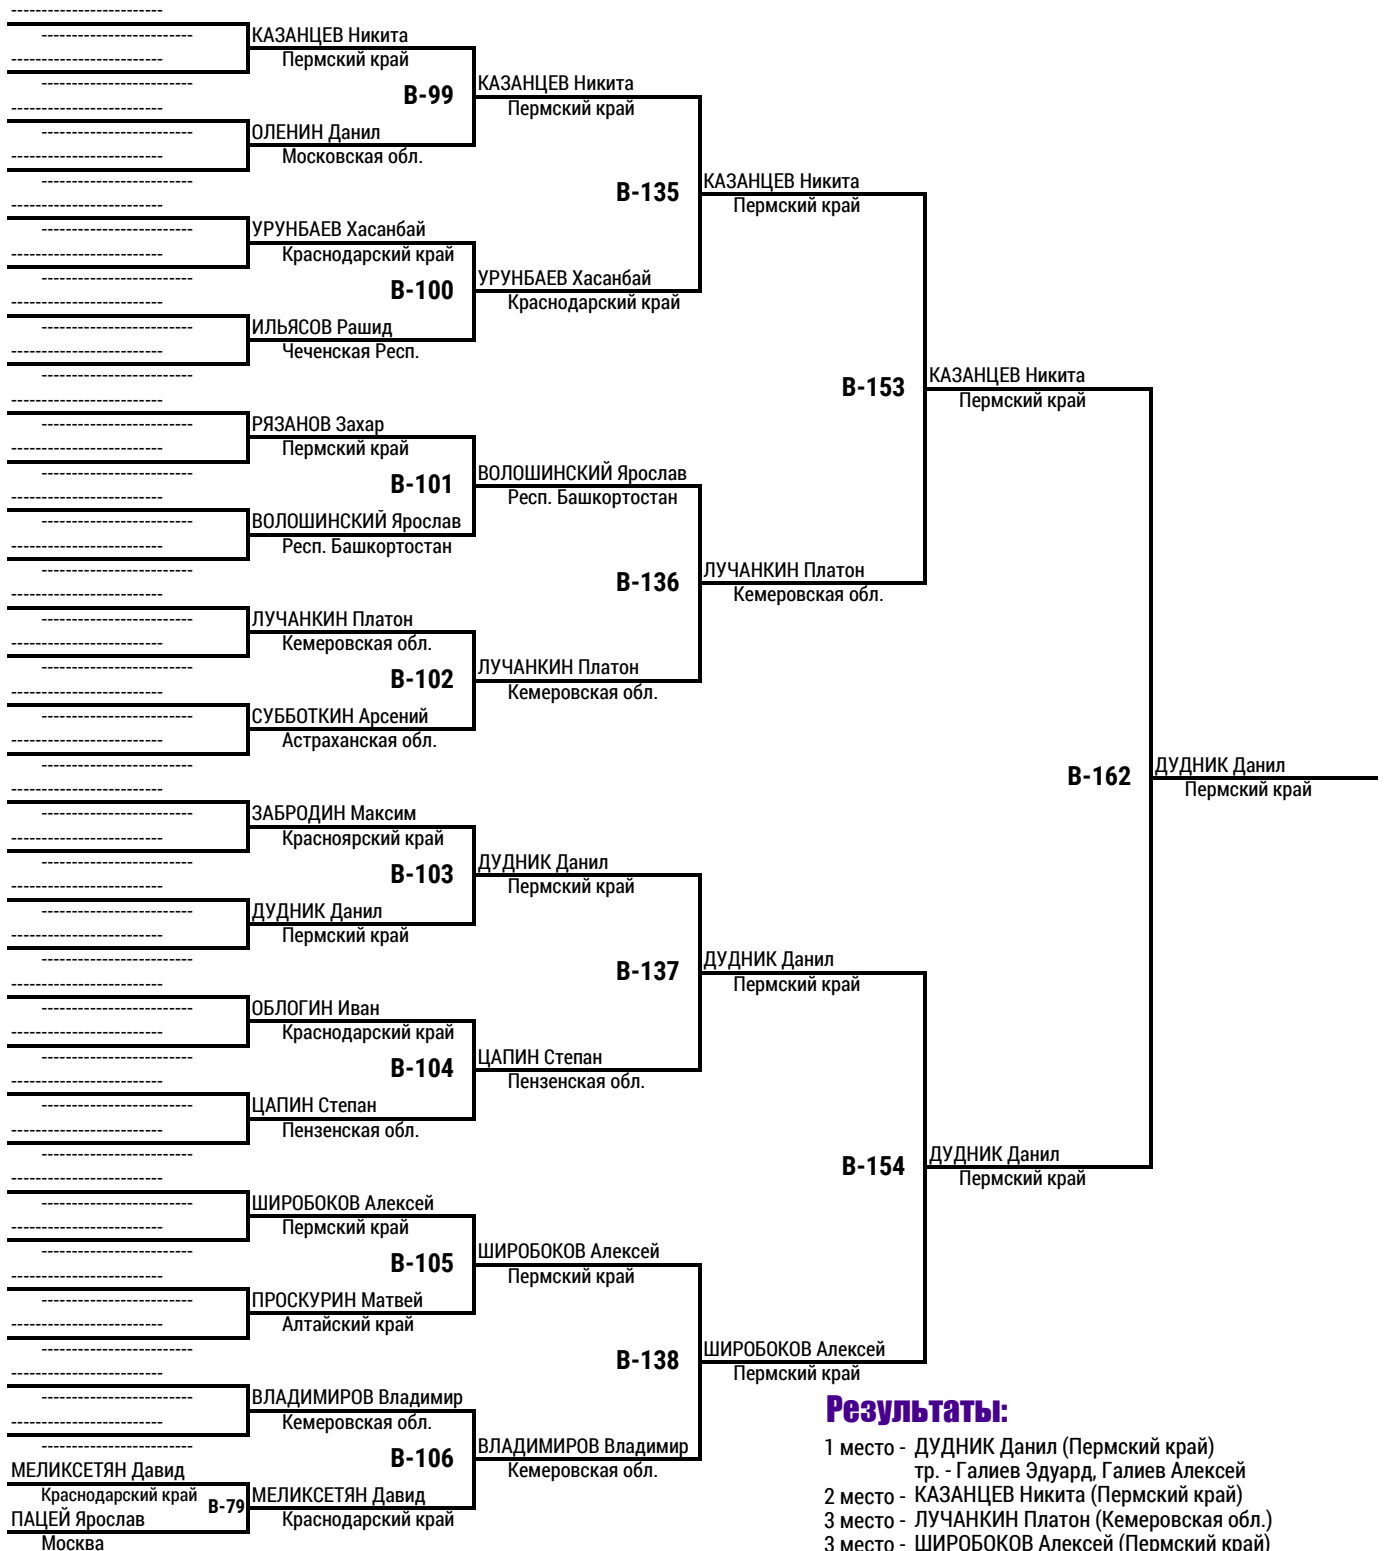 КАЗАНЦЕВ Никита
Пермский край
B-99
ОЛЕНИН Данил
Московская обл.
КАЗАНЦЕВ Никита
Пермский край
B-135
УРУНБАЕВ Хасанбай
Краснодарский край
B-100
ИЛЬЯСОВ Рашид
Чеченская Респ.
УРУНБАЕВ Хасанбай
Краснодарский край
КАЗАНЦЕВ Никита
Пермский край
B-153
РЯЗАНОВ Захар
Пермский край
B-101
ВОЛОШИНСКИЙ Ярослав
Респ. Башкортостан
ВОЛОШИНСКИЙ Ярослав
Респ. Башкортостан
B-136
ЛУЧАНКИН Платон
Кемеровская обл.
B-102
СУББОТКИН Арсений
Астраханская обл.
ЛУЧАНКИН Платон
Кемеровская обл.
ЛУЧАНКИН Платон
Кемеровская обл.
КАЗАНЦЕВ Никита
Пермский край
B-162
ДУДНИК Данил
Пермский край
ЗАБРОДИН Максим
Красноярский край
B-103
ДУДНИК Данил
Пермский край
ДУДНИК Данил
Пермский край
B-137
ОБЛОГИН Иван
Краснодарский край
B-104
ЦАПИН Степан
Пензенская обл.
ЦАПИН Степан
Пензенская обл.
ДУДНИК Данил
Пермский край
B-154
ДУДНИК Данил
Пермский край
ШИРОБОКОВ Алексей
Пермский край
B-105
ПРОСКУРИН Матвей
Алтайский край
ШИРОБОКОВ Алексей
Пермский край
B-138
ШИРОБОКОВ Алексей
Пермский край
ВЛАДИМИРОВ Владимир
Кемеровская обл.
B-106
ВЛАДИМИРОВ Владимир
Кемеровская обл.
МЕЛИКСЕТЯН Давид
Краснодарский край
B-79
ПАЦЕЙ Ярослав
Москва
МЕЛИКСЕТЯН Давид
Краснодарский край
Результаты:
1 место - ДУДНИК Данил (Пермский край)
тр. - Галиев Эдуард, Галиев Алексей
2 место - КАЗАНЦЕВ Никита (Пермский край)
3 место - ЛУЧАНКИН Платон (Кемеровская обл.)
3 место - ШИРОБОКОВ Алексей (Пермский край)